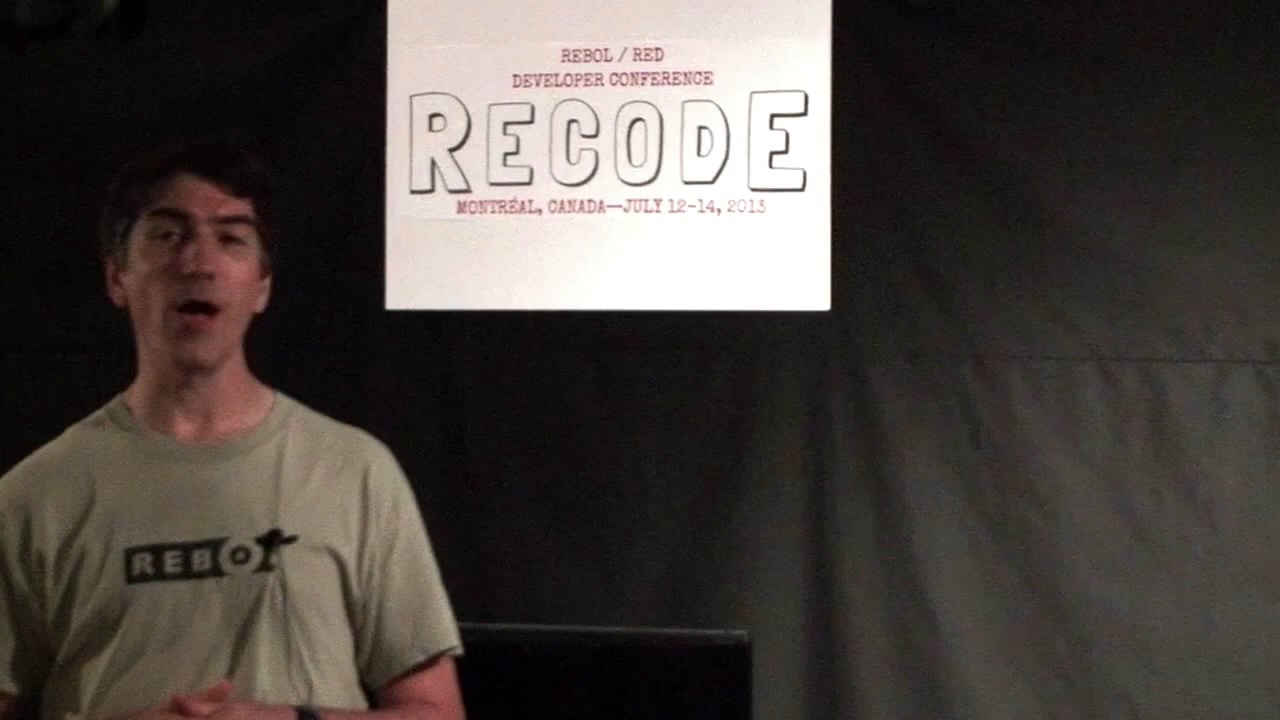 REBOL / RED
DEVELOPER CONFERENCE
RECODE
MONTRÉAL, CANADA—JULY 12-14, 2013
REBOL